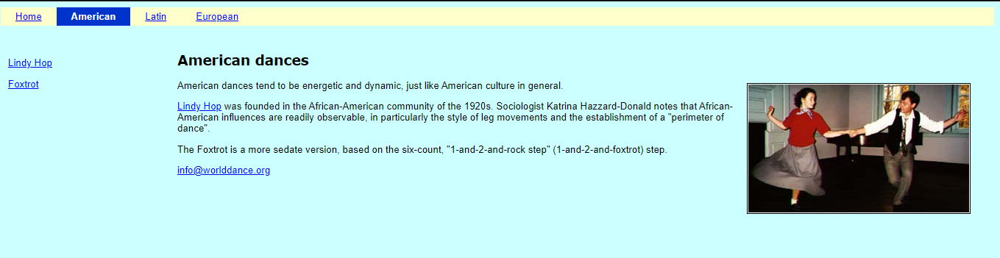 Home American Latin European
Lindy Hop
Foxtrot
American dances
American dances tend to be energetic and dynamic, just like American culture in general.
Lindy Hop was founded in the African-American community of the 1920s. Sociologist Katrina Hazzard-Donald notes that African-
American influences are readily observable, in particularly the style of leg movements and the establishment of a "perimeter of
dance".
The Foxtrot is a more sedate version, based on the six-count, "1-and-2-and-rock step" (1-and-2-and-foxtrot) step.
info@worlddance.org